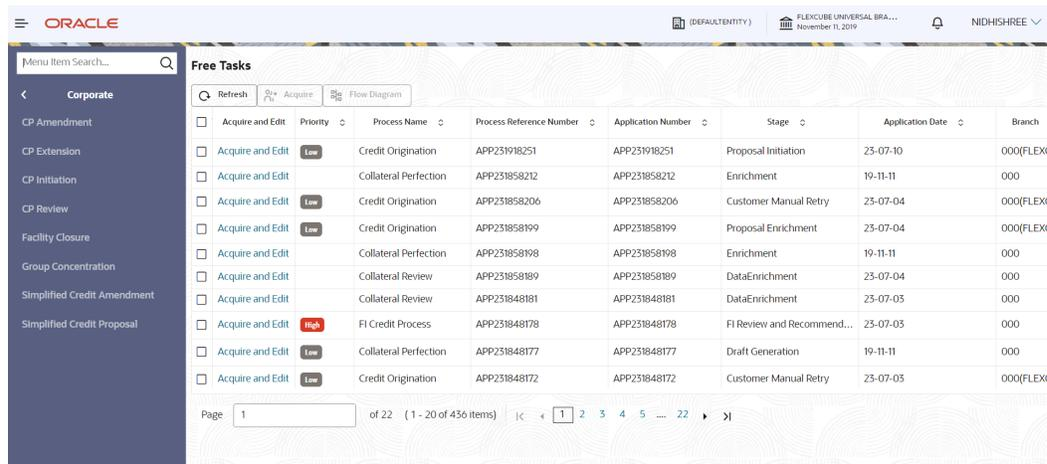 ORACLE
(DEFAULTENTITY )
FLEXCUBE UNIVERSAL BRA...
November 11, 2019
NIDHISHREE
Menu Item Search...
Corporate
CP Amendment
CP Extension
CP Initiation
CP Review
Facility Closure
Group Concentration
Simplified Credit Amendment
Simplified Credit Proposal
Free Tasks
Refresh Acquire Flow Diagram
Acquire and Edit Priority Process Name Process Reference Number Application Number Stage Application Date Branch
Acquire and Edit Low Credit Origination APP231918251 APP231918251 Proposal Initiation 23-07-10 000(FLEX
Acquire and Edit Collateral Perfection APP231858212 APP231858212 Enrichment 19-11-11 000
Acquire and Edit Low Credit Origination APP231858206 APP231858206 Customer Manual Retry 23-07-04 000(FLEX
Acquire and Edit Low Credit Origination APP231858199 APP231858199 Proposal Enrichment 23-07-04 000(FLEX
Acquire and Edit Collateral Perfection APP231858198 APP231858198 Enrichment 19-11-11 000
Acquire and Edit Collateral Review APP231858189 APP231858189 DataEnrichment 23-07-04 000
Acquire and Edit Collateral Review APP231848181 APP231848181 DataEnrichment 23-07-03 000
Acquire and Edit High FI Credit Process APP231848178 APP231848178 FI Review and Recommend... 23-07-03 000
Acquire and Edit Low Collateral Perfection APP231848177 APP231848177 Draft Generation 19-11-11 000
Acquire and Edit Low Credit Origination APP231848172 APP231848172 Customer Manual Retry 23-07-03 000(FLEX
Page 1 of 22 ( 1 - 20 of 436 items) 1 2 3 4 5 .... 22